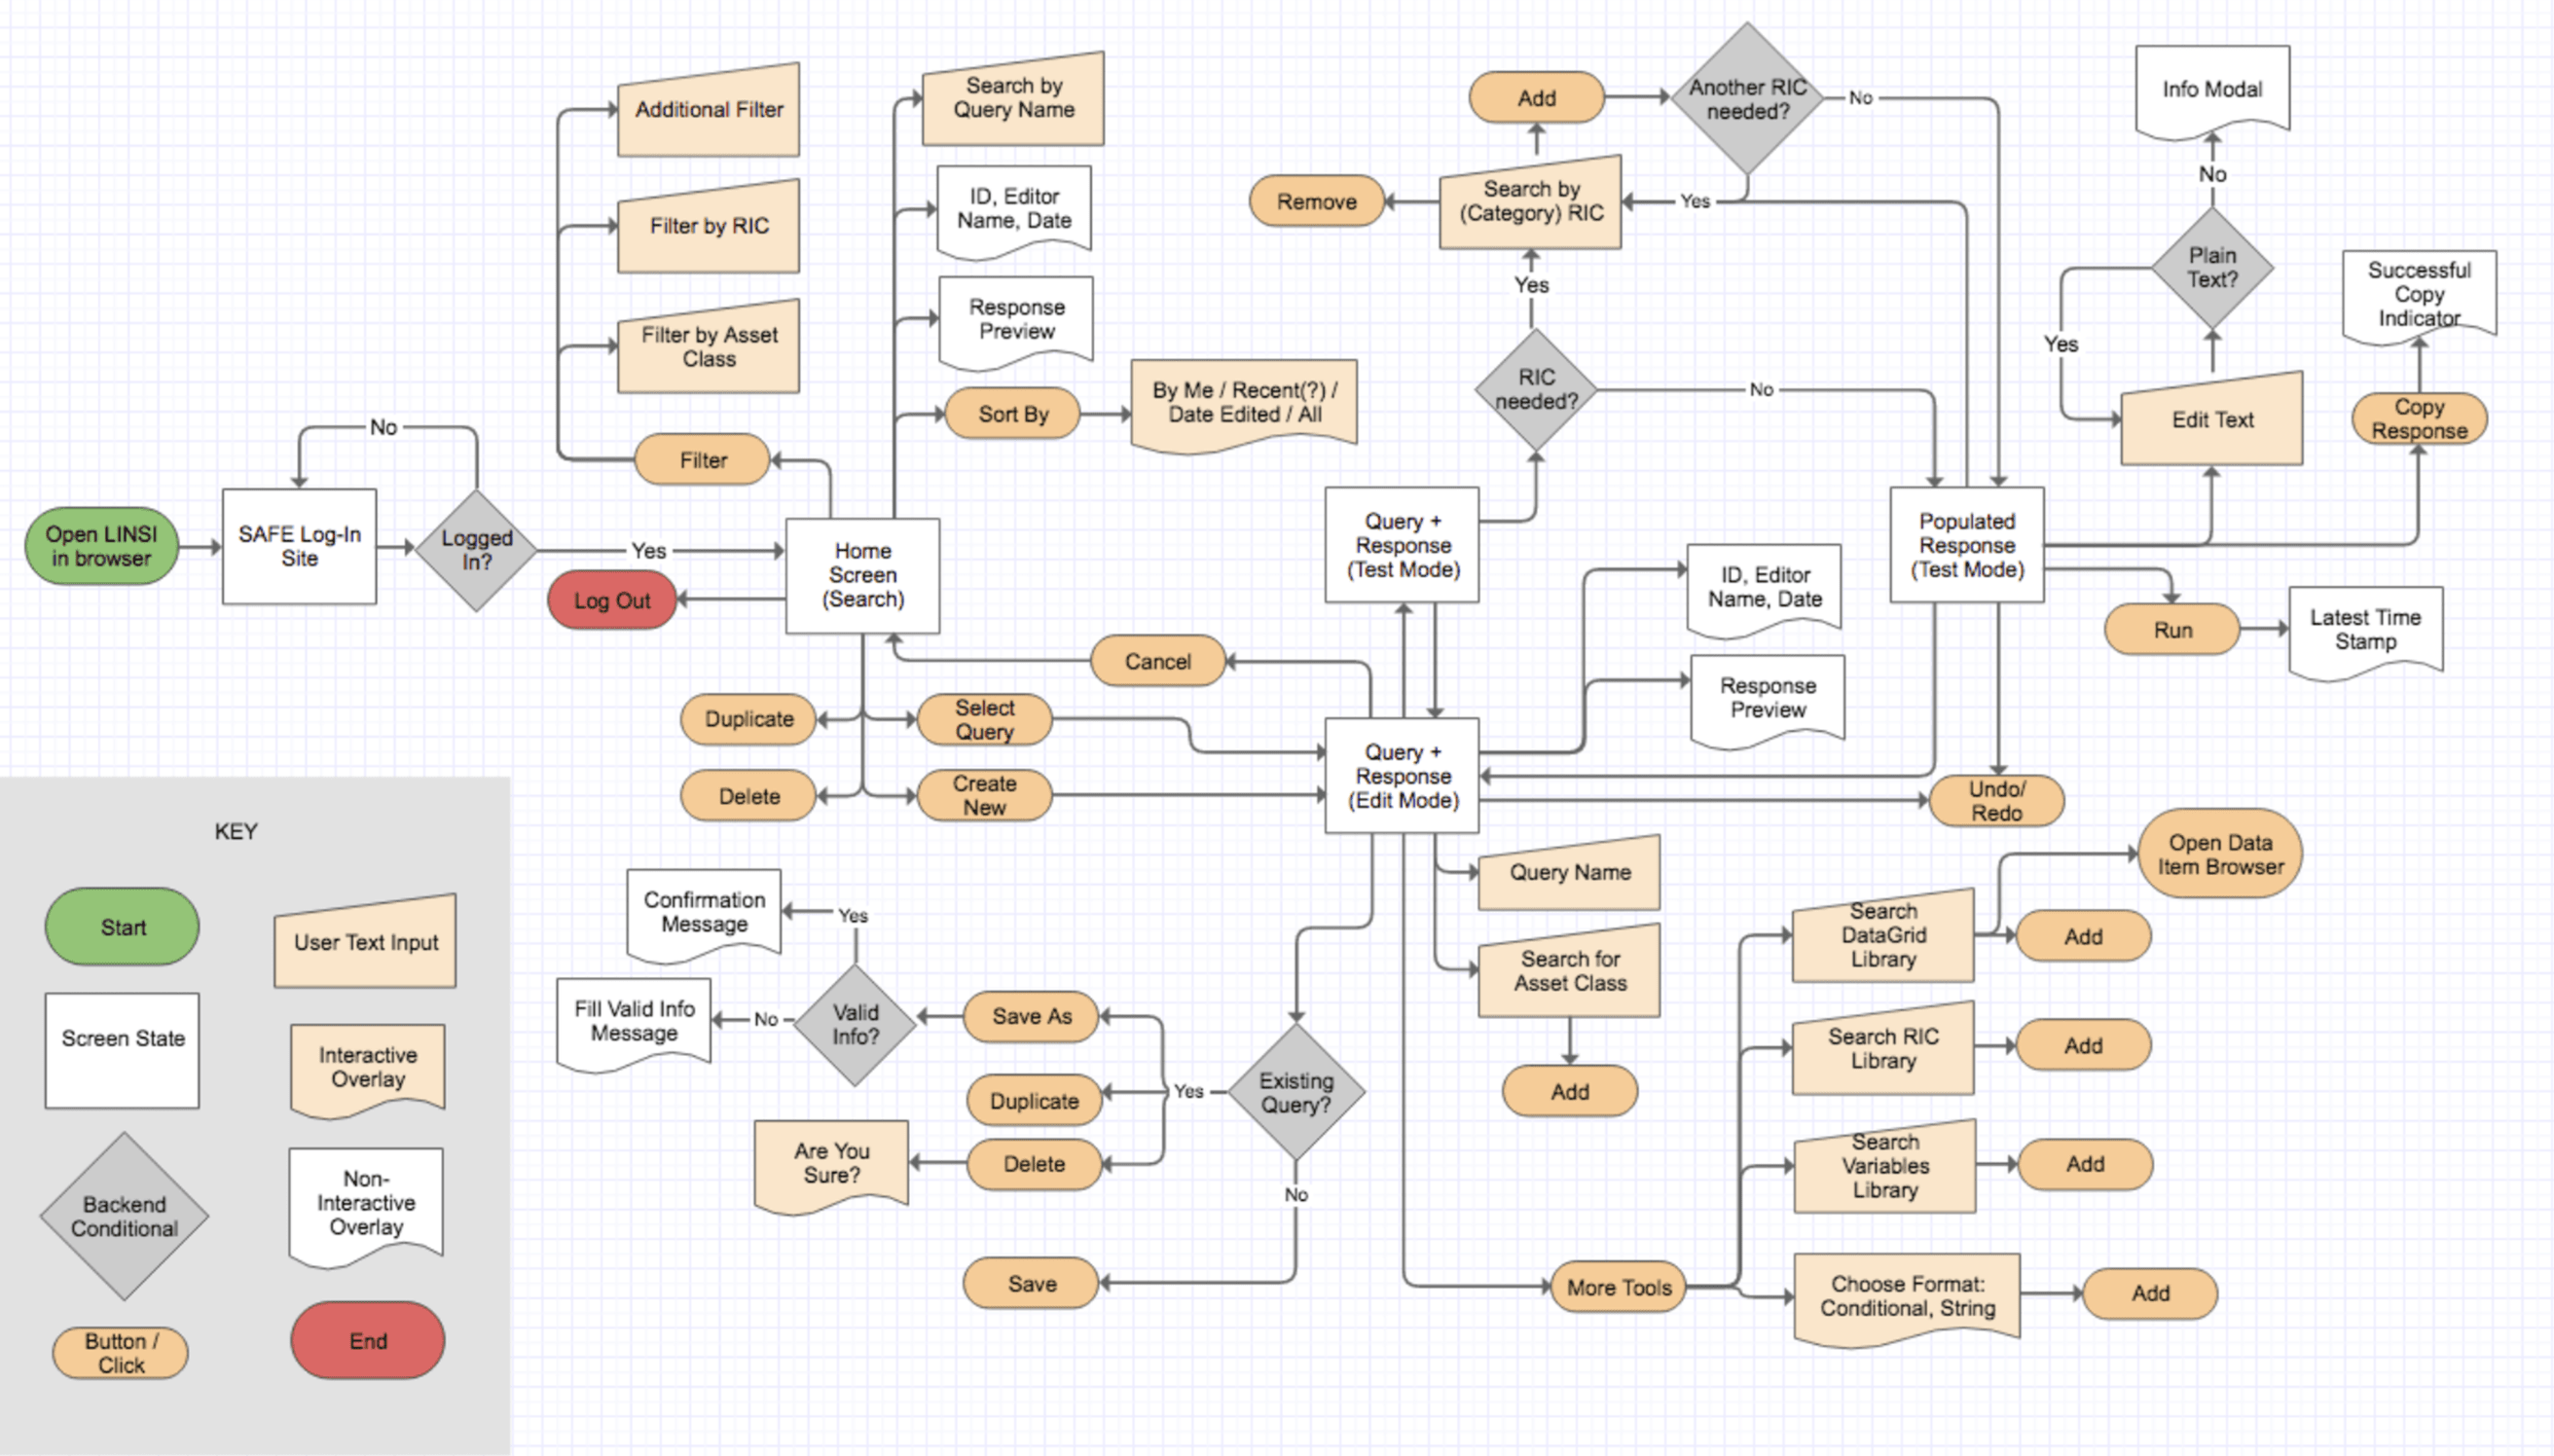 Additional Filter
Filter by RIC
Filter by Asset
Class
Filter
Search by
Query Name
ID, Editor
Name, Date
Response
Preview
Sort By
By Me / Recent(?) /
Date Edited / All
No
Open LINSI
in browser
SAFE Log-In
Site
Logged
In?
Yes
Log Out
Home
Screen
(Search)
Cancel
Duplicate
Select
Query
Delete
Create
New
Add
Another RIC
needed?
No
Remove
Search by
(Category) RIC
Yes
Yes
RIC
needed?
No
Query +
Response
(Test Mode)
Populated
Response
(Test Mode)
Info Modal
No
Plain
Text?
Yes
Edit Text
Successful
Copy
Indicator
Copy
Response
Run
Latest Time
Stamp
ID, Editor
Name, Date
Response
Preview
Query +
Response
(Edit Mode)
Undo/
Redo
Query Name
Search for
Asset Class
Add
Open Data
Item Browser
Search
DataGrid
Library
Add
Search RIC
Library
Add
Search
Variables
Library
Add
More Tools
Choose Format:
Conditional, String
Add
Confirmation
Message
Yes
Fill Valid Info
Message
No
Valid
Info?
Save As
Duplicate
Yes
Existing
Query?
Are You
Sure?
Delete
No
Save
KEY
Start
User Text Input
Screen State
Interactive
Overlay
Backend
Conditional
Non-
Interactive
Overlay
Button /
Click
End